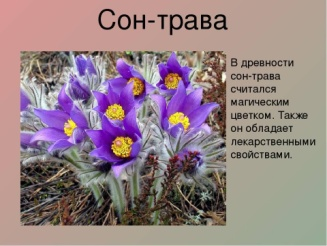 Сон-трава
В древности
сон-трава
считался
магическим
цветком. Также
он обладает
лекарственными
свойствами.